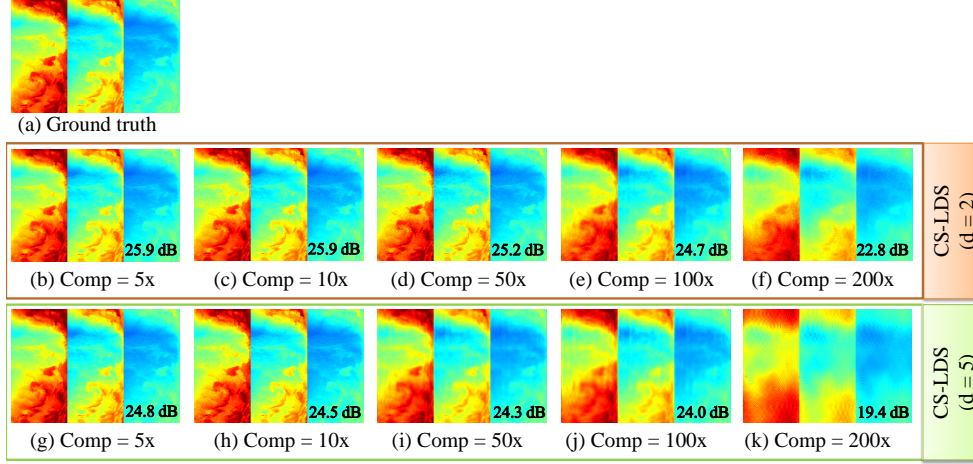 (a) Ground truth
25.9 dB
25.9 dB
25.2 dB
24.7 dB
22.8 dB
(b) Comp = 5x
(c) Comp = 10x
(d) Comp = 50x
(e) Comp = 100x
(f) Comp = 200x
CS-LDS
(d = 2)
24.8 dB
24.5 dB
24.3 dB
24.0 dB
19.4 dB
(g) Comp = 5x
(h) Comp = 10x
(i) Comp = 50x
(j) Comp = 100x
(k) Comp = 200x
CS-LDS
(d = 5)